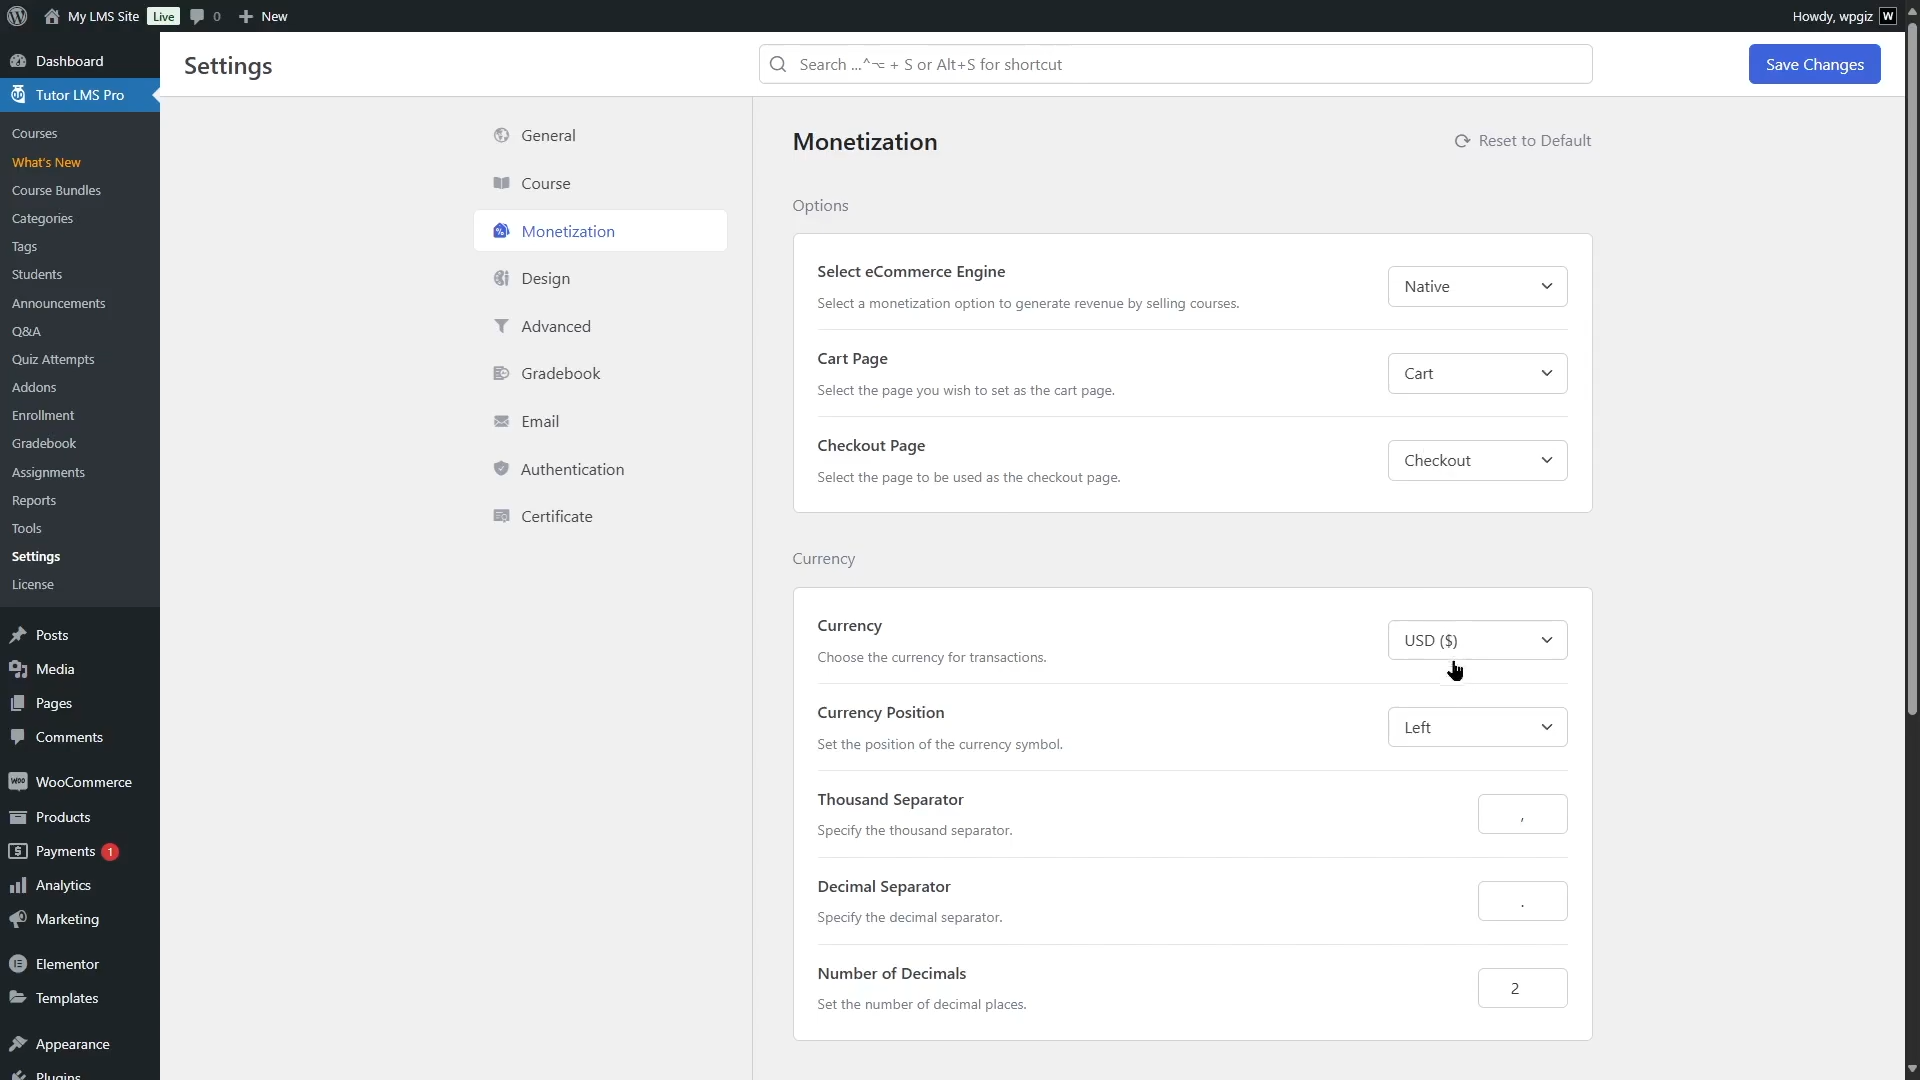 My LMS Site
Live
0
New
Howdy, wpgiz
W
Dashboard
Tutor LMS Pro
Courses
What's New
Course Bundles
Categories
Tags
Students
Announcements
Q&A
Quiz Attempts
Addons
Enrollment
Gradebook
Assignments
Reports
Tools
Settings
License
Posts
Media
Pages
Comments
WooCommerce
Products
Payments 1
Analytics
Marketing
Elementor
Templates
Appearance
Plugins
Settings
Search ...^⌥ + S or Alt+S for shortcut
Save Changes
General
Course
Monetization
Design
Advanced
Gradebook
Email
Authentication
Certificate
Monetization
Reset to Default
Options
Select eCommerce Engine
Select a monetization option to generate revenue by selling courses.
Native
Cart Page
Select the page you wish to set as the cart page.
Cart
Checkout Page
Select the page to be used as the checkout page.
Checkout
Currency
Currency
Choose the currency for transactions.
USD ($)
Currency Position
Set the position of the currency symbol.
Left
Thousand Separator
Specify the thousand separator.
,
Decimal Separator
Specify the decimal separator.
.
Number of Decimals
Set the number of decimal places.
2